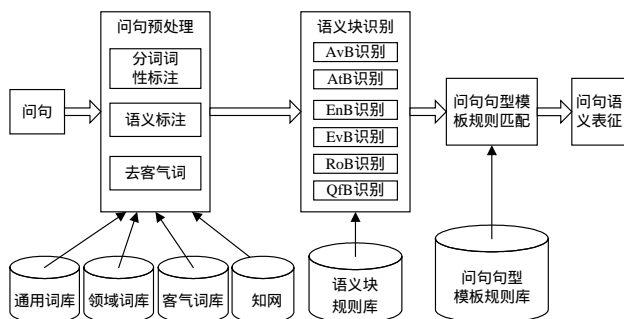 问句
问句预处理
分词词
性标注
语义标注
去客气词
语义块识别
AvB识别
AtB识别
EnB识别
EvB识别
RoB识别
QfB识别
问句句型模
板规则匹配
问句语
义表征
通用词库
领域词库
客气词库
知网
语义块
规则库
问句句型
模板规则库